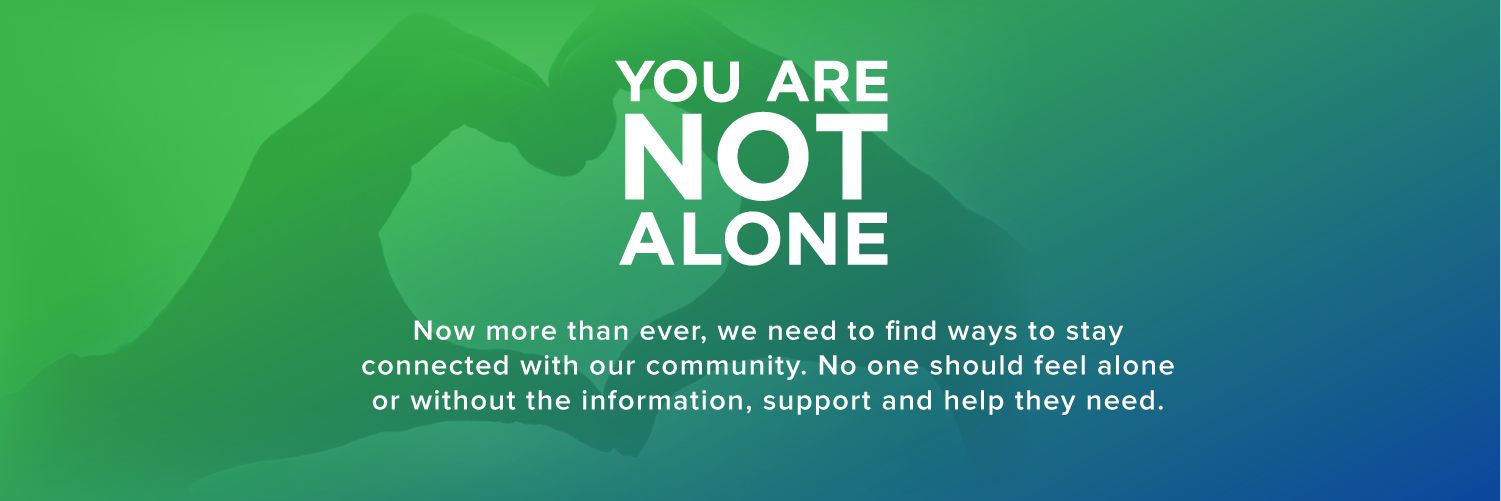 YOU ARE
NOT
ALONE
Now more than ever, we need to find ways to stay
connected with our community. No one should feel alone
or without the information, support and help they need.